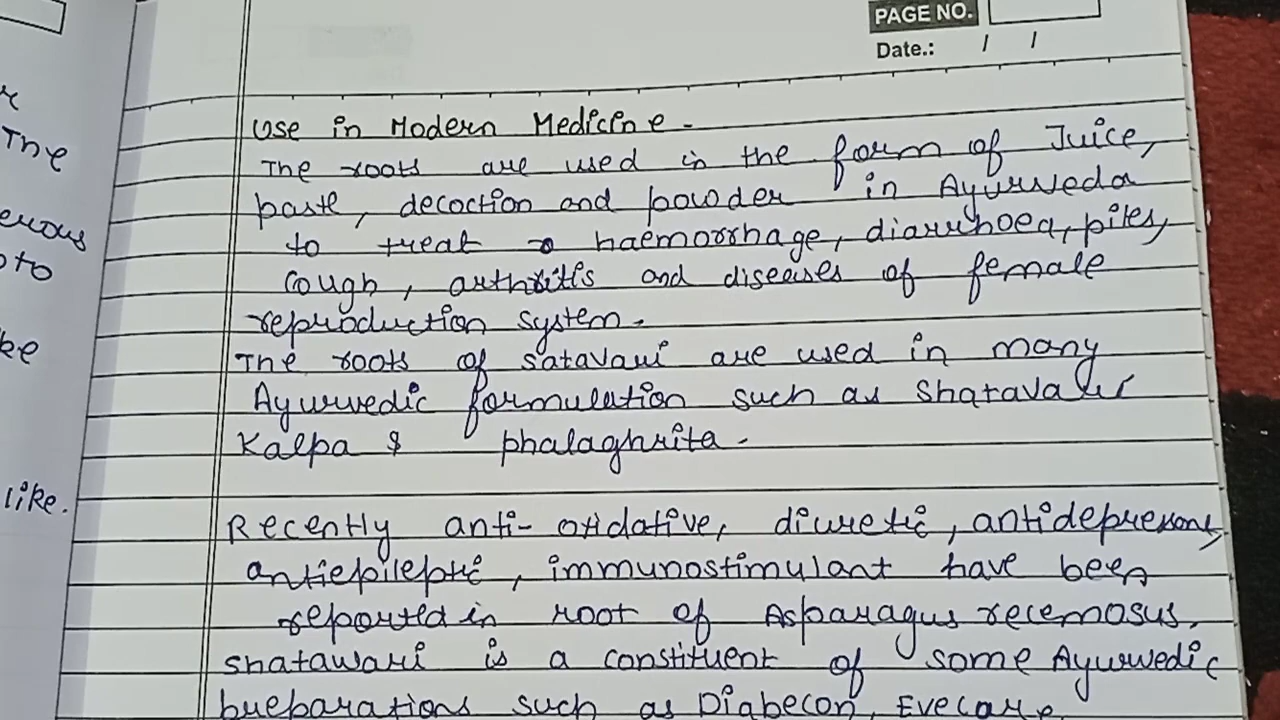 PAGE NO.
Date.: / /
r
The
erous
oto
ke
like.
Use in Modern Medicine.
The roots are used in the form of Juice,
paste, decoction and powder in Ayurveda
to treat haemorrhage, diarrhoea, piles,
Cough, arthritis and diseases of female
reproduction system.
The roots of satavari are used in many
Ayurvedic formulation such as Shatavari
Kalpa & phalaghrita.
Recently anti-oxidative, diuretic, antidepressant,
antiepileptic, immunostimulant have been
reported in root of Asparagus recemosus.
shatawari is a constituent of some Ayurvedic
preparations such as Diabecon, Evecare